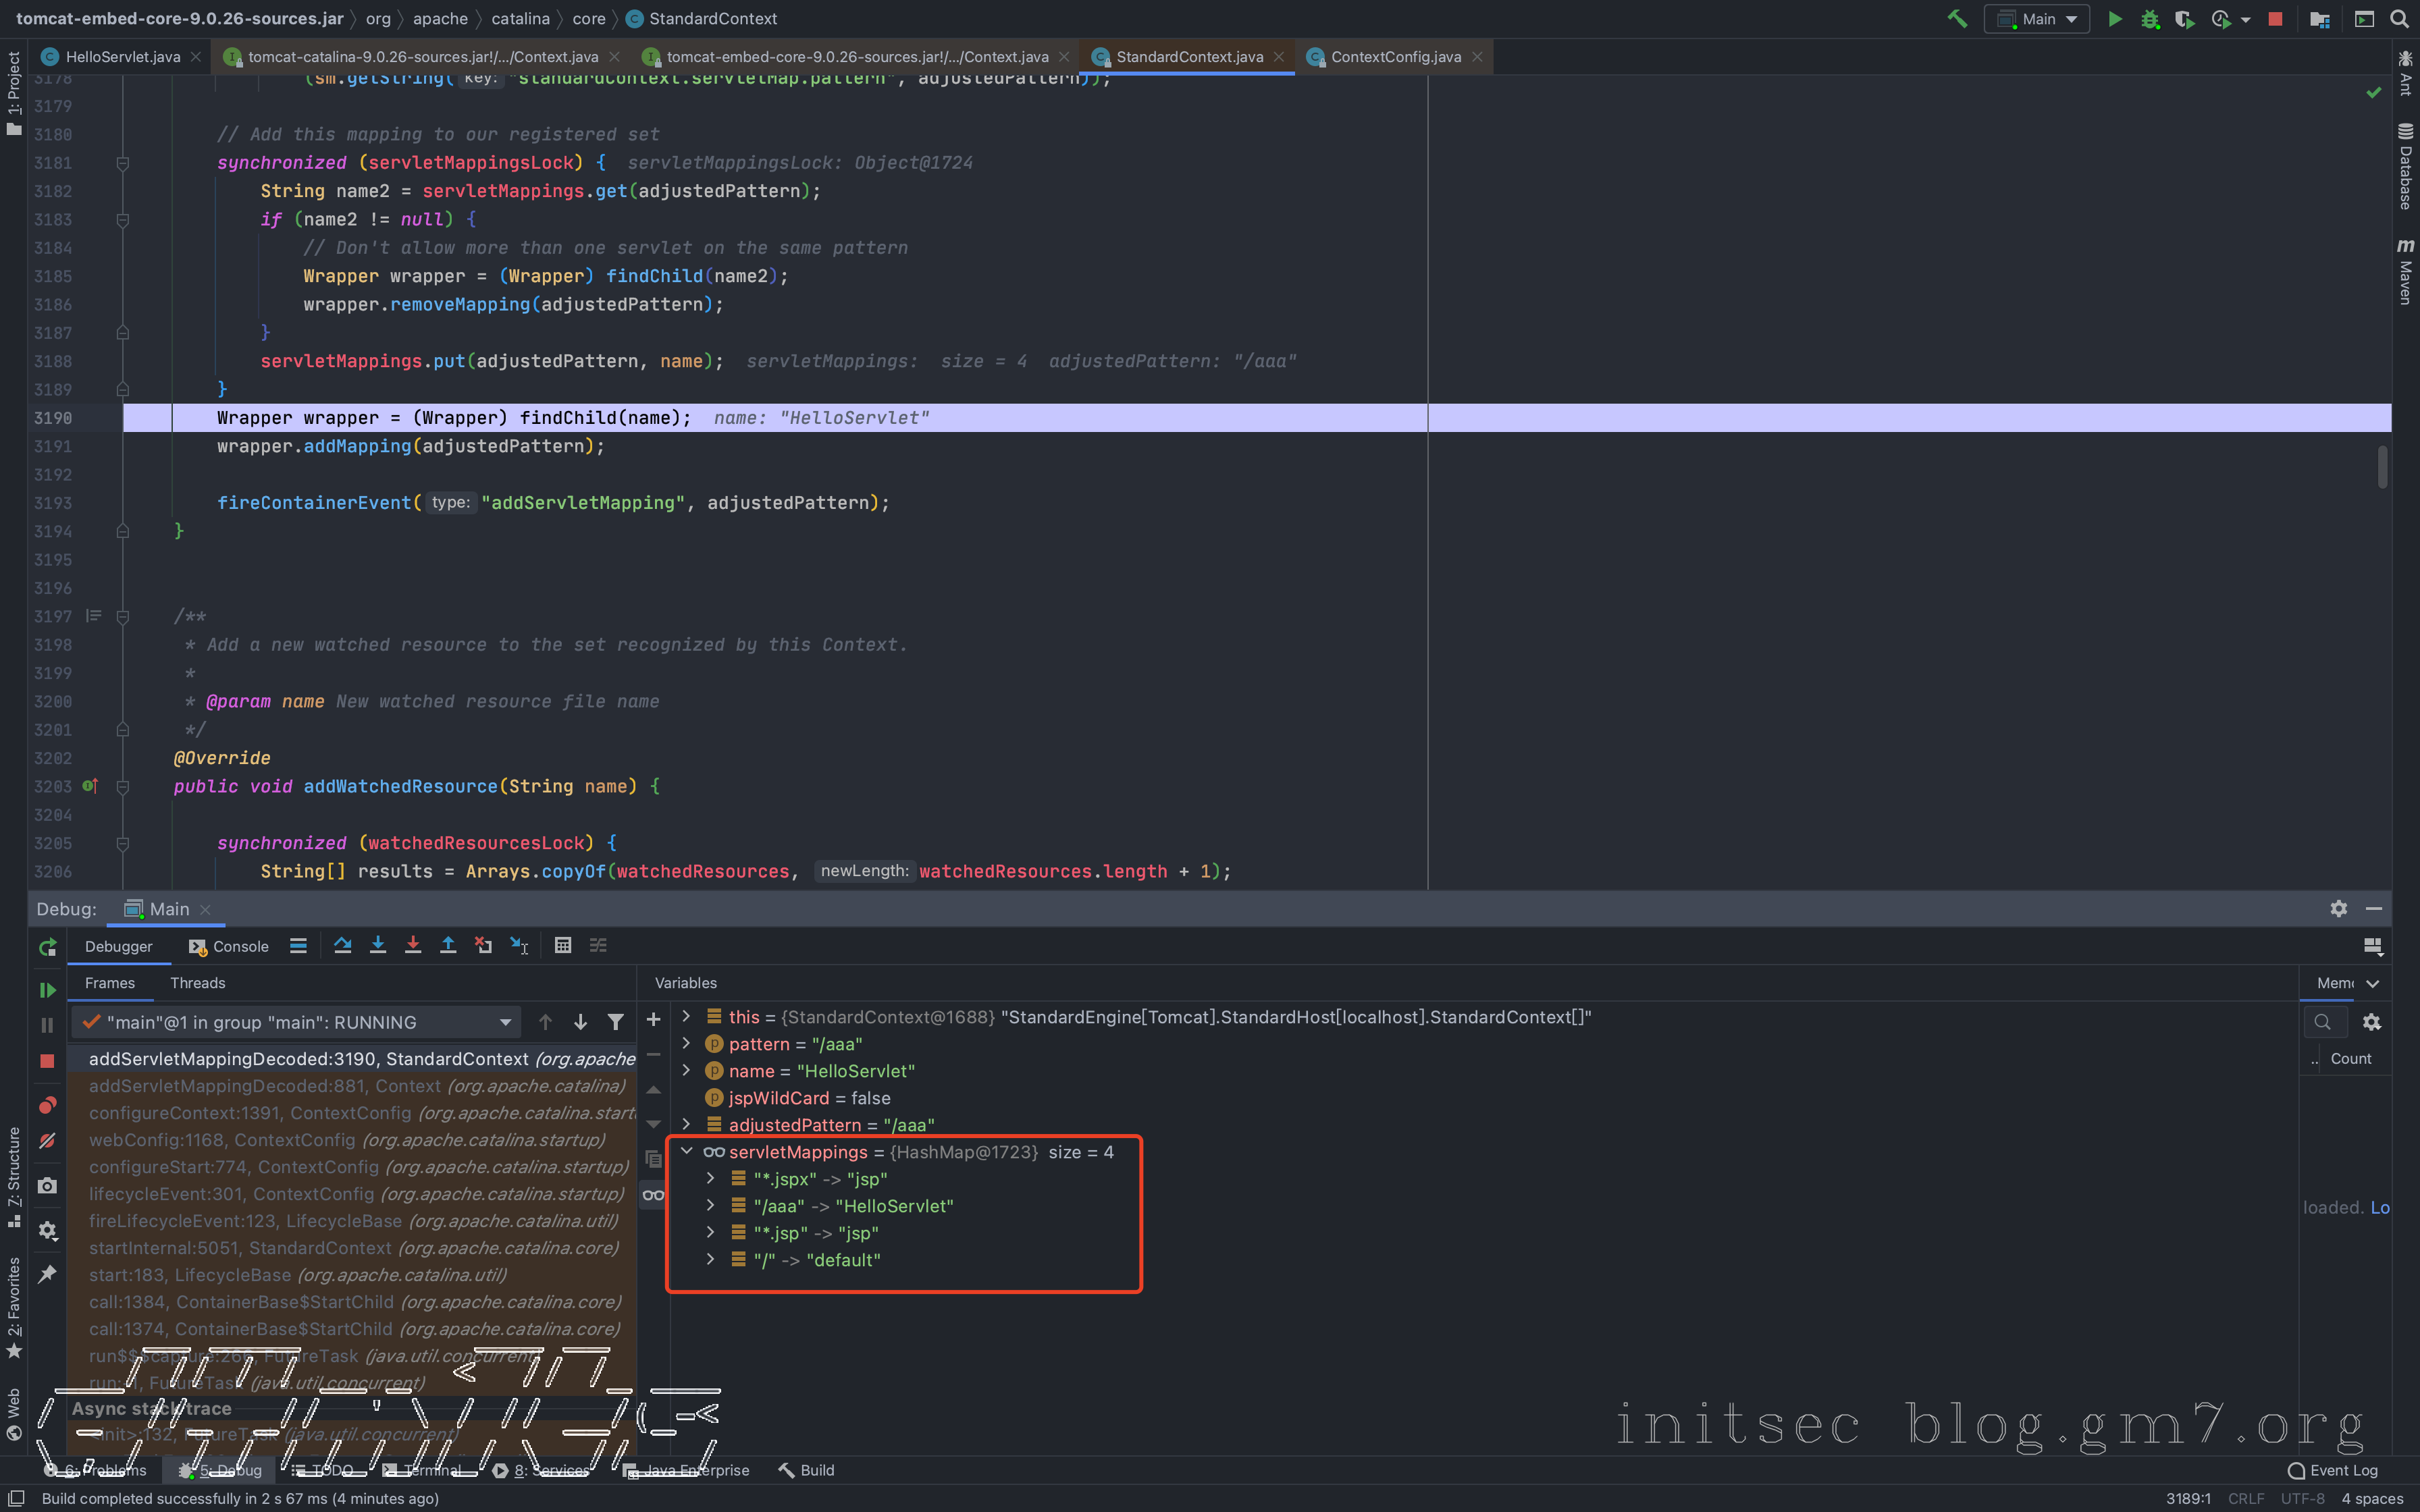 tomcat-embed-core-9.0.26-sources.jar 〉 org 〉 apache 〉 catalina 〉 core 〉 StandardContext
Main
HelloServlet.java
tomcat-catalina-9.0.26-sources.jar!/.../Context.java
tomcat-embed-core-9.0.26-sources.jar!/.../Context.java
StandardContext.java
ContextConfig.java
1: Project
Ant
Database
Maven
3178 (sm.getString( key: "standardContext.servletMap.pattern", adjustedPattern));
3179
3180 // Add this mapping to our registered set
3181 synchronized (servletMappingsLock) { servletMappingsLock: Object@1724
3182 String name2 = servletMappings.get(adjustedPattern);
3183 if (name2 != null) {
3184 // Don't allow more than one servlet on the same pattern
3185 Wrapper wrapper = (Wrapper) findChild(name2);
3186 wrapper.removeMapping(adjustedPattern);
3187 }
3188 servletMappings.put(adjustedPattern, name); servletMappings: size = 4 adjustedPattern: "/aaa"
3189 }
3190 Wrapper wrapper = (Wrapper) findChild(name); name: "HelloServlet"
3191 wrapper.addMapping(adjustedPattern);
3192
3193 fireContainerEvent( type: "addServletMapping", adjustedPattern);
3194 }
3195
3196
3197 /**
3198 * Add a new watched resource to the set recognized by this Context.
3199 *
3200 * @param name New watched resource file name
3201 */
3202 @Override
3203 public void addWatchedResource(String name) {
3204
3205 synchronized (watchedResourcesLock) {
3206 String[] results = Arrays.copyOf(watchedResources, newLength: watchedResources.length + 1);
Debug: Main
Debugger Console
Frames Threads
Variables
Memo
"main"@1 in group "main": RUNNING
addServletMappingDecoded:3190, StandardContext (org.apache
addServletMappingDecoded:881, Context (org.apache.catalina)
configureContext:1391, ContextConfig (org.apache.catalina.start
webConfig:1168, ContextConfig (org.apache.catalina.startup)
configureStart:774, ContextConfig (org.apache.catalina.startup)
lifecycleEvent:301, ContextConfig (org.apache.catalina.startup)
fireLifecycleEvent:123, LifecycleBase (org.apache.catalina.util)
startInternal:5051, StandardContext (org.apache.catalina.core)
start:183, LifecycleBase (org.apache.catalina.util)
call:1384, ContainerBase$StartChild (org.apache.catalina.core)
call:1374, ContainerBase$StartChild (org.apache.catalina.core)
run$$$capture:266, FutureTask (java.util.concurrent)
run:-1, FutureTask (java.util.concurrent)
Async stack trace
<init>:132, FutureTask (java.util.concurrent)
this = {StandardContext@1688} "StandardEngine[Tomcat].StandardHost[localhost].StandardContext[]"
pattern = "/aaa"
name = "HelloServlet"
jspWildCard = false
adjustedPattern = "/aaa"
servletMappings = {HashMap@1723} size = 4
"*.jspx" -> "jsp"
"/aaa" -> "HelloServlet"
"*.jsp" -> "jsp"
"/" -> "default"
.. Count
loaded. Lo
Z: Structure
2: Favorites
Web
initsec blog.gm7.org
6: Problems
5: Debug
TODO
Terminal
8: Services
Java Enterprise
Build
Event Log
Build completed successfully in 2 s 67 ms (4 minutes ago)
3189:1 CRLF UTF-8 4 spaces